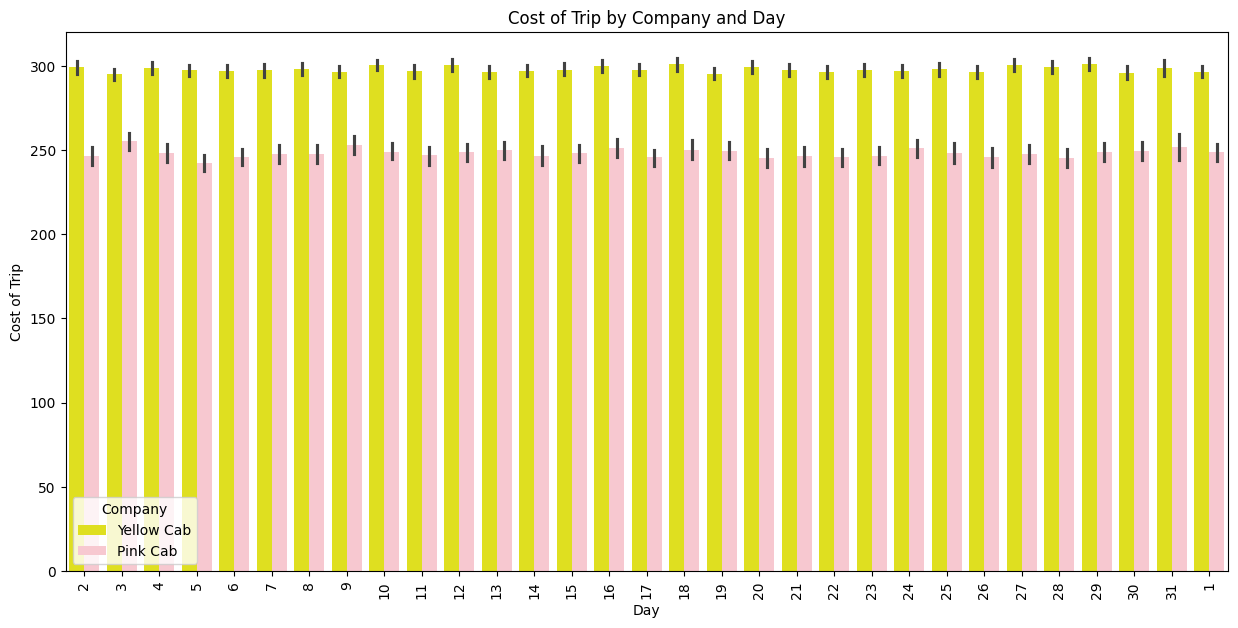 Cost of Trip by Company and Day
Cost of Trip
300
250
200
150
100
50
0
Company
Yellow Cab
Pink Cab
2 3 4 5 6 7 8 9 10 11 12 13 14 15 16 17 18 19 20 21 22 23 24 25 26 27 28 29 30 31 1
Day